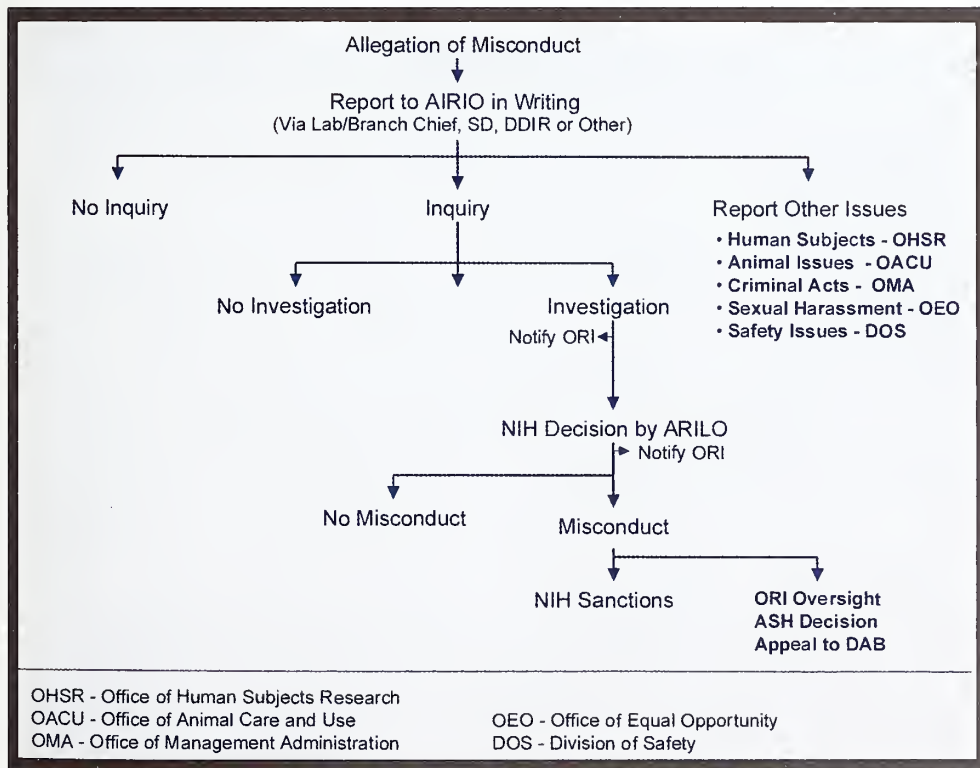 Allegation of Misconduct
Report to AIRIO in Writing
(Via Lab/Branch Chief, SD, DDIR or Other)
No Inquiry
Inquiry
Report Other Issues
• Human Subjects - OHSR
• Animal Issues - OACU
• Criminal Acts - OMA
• Sexual Harassment - OEO
• Safety Issues - DOS
No Investigation
Investigation
Notify ORI
NIH Decision by ARILO
Notify ORI
No Misconduct
Misconduct
NIH Sanctions
ORI Oversight
ASH Decision
Appeal to DAB
OHSR - Office of Human Subjects Research
OACU - Office of Animal Care and Use
OMA - Office of Management Administration
OEO - Office of Equal Opportunity
DOS - Division of Safety